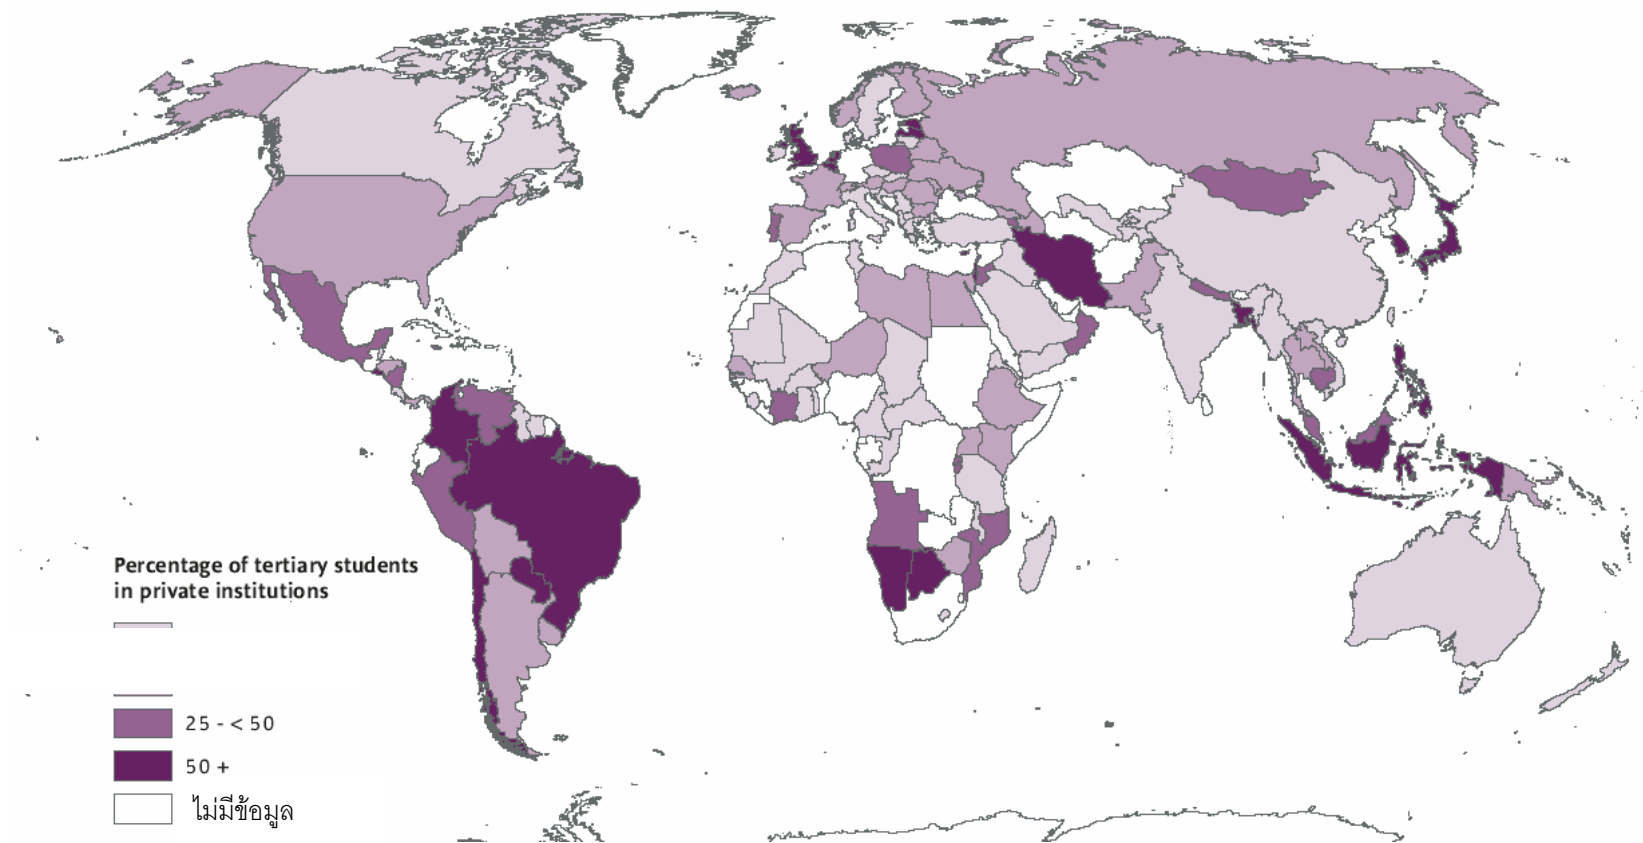 Percentage of tertiary students
in private institutions
25 - < 50
50 +
ไม่มีข้อมูล